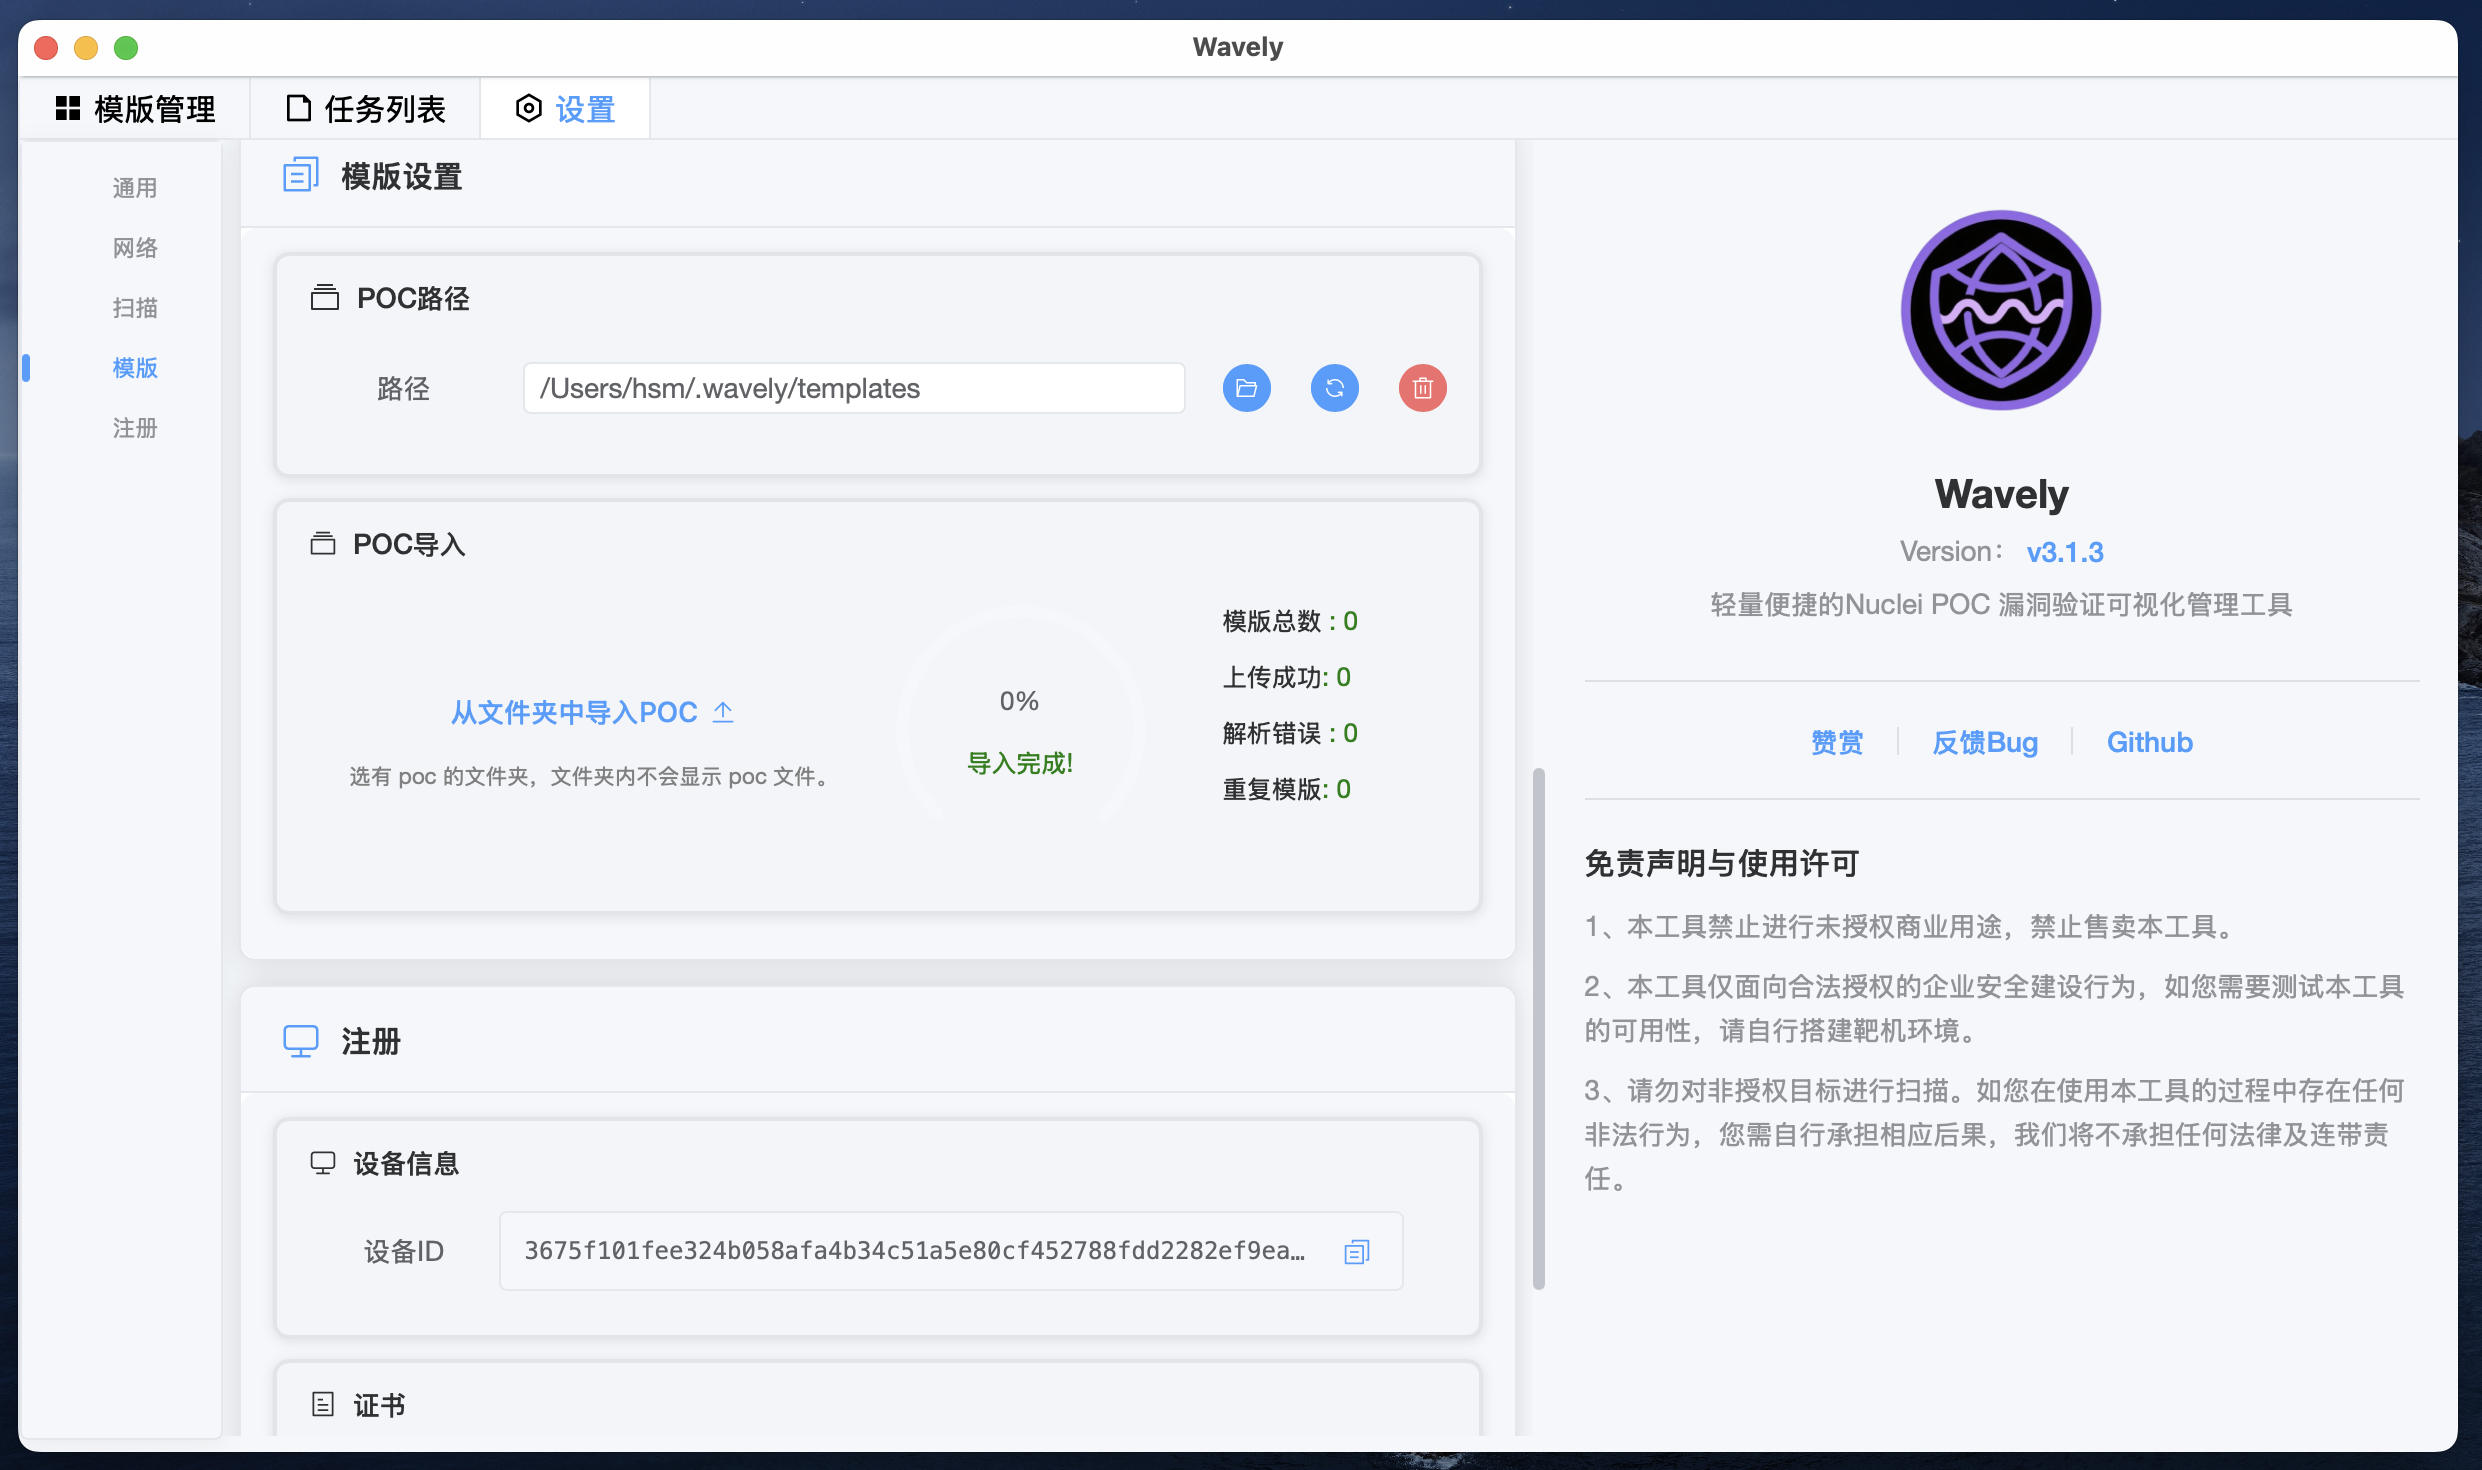 Wavely
模版管理
任务列表
设置
通用
网络
扫描
模版
注册
模版设置
POC路径
路径
/Users/hsm/.wavely/templates
POC导入
从文件夹中导入POC
选有 poc 的文件夹，文件夹内不会显示 poc 文件。
0%
导入完成!
模版总数 : 0
上传成功: 0
解析错误 : 0
重复模版: 0
注册
设备信息
设备ID
3675f101fee324b058afa4b34c51a5e80cf452788fdd2282ef9ea…
证书
Wavely
Version： v3.1.3
轻量便捷的Nuclei POC 漏洞验证可视化管理工具
赞赏
反馈Bug
Github
免责声明与使用许可
1、本工具禁止进行未授权商业用途，禁止售卖本工具。
2、本工具仅面向合法授权的企业安全建设行为，如您需要测试本工具
的可用性，请自行搭建靶机环境。
3、请勿对非授权目标进行扫描。如您在使用本工具的过程中存在任何
非法行为，您需自行承担相应后果，我们将不承担任何法律及连带责
任。